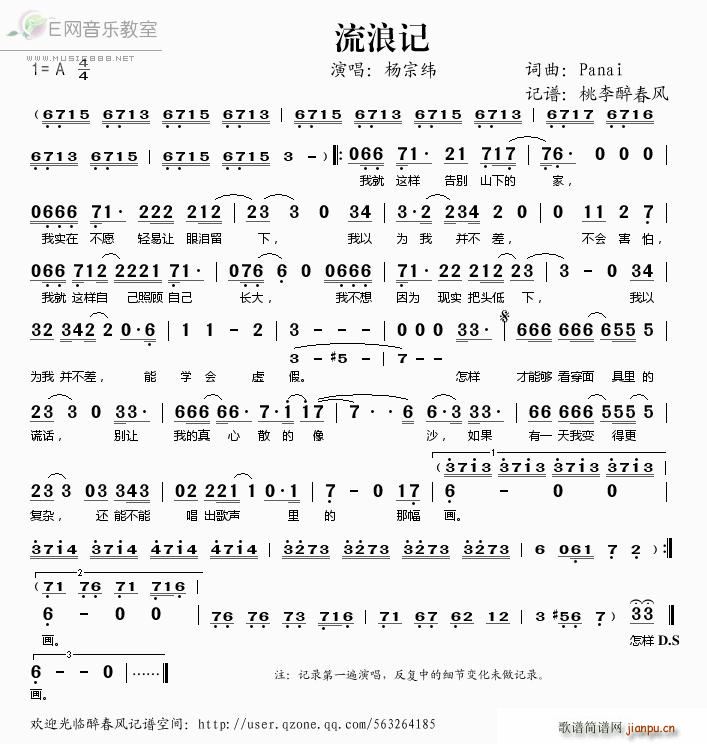 E网音乐教室
www.MUSIC888.NET
流浪记
1=A 4/4
演唱：杨宗纬
词曲：Panai
记谱：桃李醉春风
（6715 6713 6715 6715｜6715 6713 6715 6713｜6717 6716
6713 6715｜6715 6715 3 -）‖: 066 71· 21 717｜76· 0 0 0｜
我就 这样 告别 山下的 家，
0666 71· 222 212｜23 3 0 34｜3·2 234 2 0｜0 11 2 7｜
我实在 不愿 轻易让 眼泪留 下， 我以 为我 并不差， 不会 害怕，
066 712 2221 71·｜076 6 0 0666｜71· 22 212 23｜3 - 0 34｜
我就 这样自 己照顾 自己 长大， 我不想 因为 现实 把头低 下， 我以
32 342 2 0·6｜1 1 - 2｜3 - - -｜0 0 0 33·｜666 666 655 5｜
3 - #5 -｜7 - -
为我 并不差， 能 学 会 虚 假。 怎样 才能够 看穿面 具里的
23 3 0 33·｜666 66· 7·1 17｜7 · · 6 6·3｜666 666 555 5｜
谎话， 别让 我的真 心 散 的 像 沙，如果 有一 天我变 得更
1
（3713 3713 3713 3713
23 3 03 343｜02 221 1 0·1｜7 - 0 17｜6 - 0 0
复杂， 还 能不能 唱 出歌声 里 的 那幅 画。
3714 3714 4714 4714｜3273 3273 3273 3273｜6 061 7 2）:‖
2
（71 76 71 716｜
6 - 0 0｜76 76 73 716｜71 67 62 12｜3 #56 7）33‖
画。 怎样 D.S
3
6 - - 0｜……‖
注：记录第一遍演唱，反复中的细节变化未做记录。
画。
欢迎光临醉春风记谱空间：http://user.qzone.qq.com/563264185
歌谱简谱网
jianpu.cn